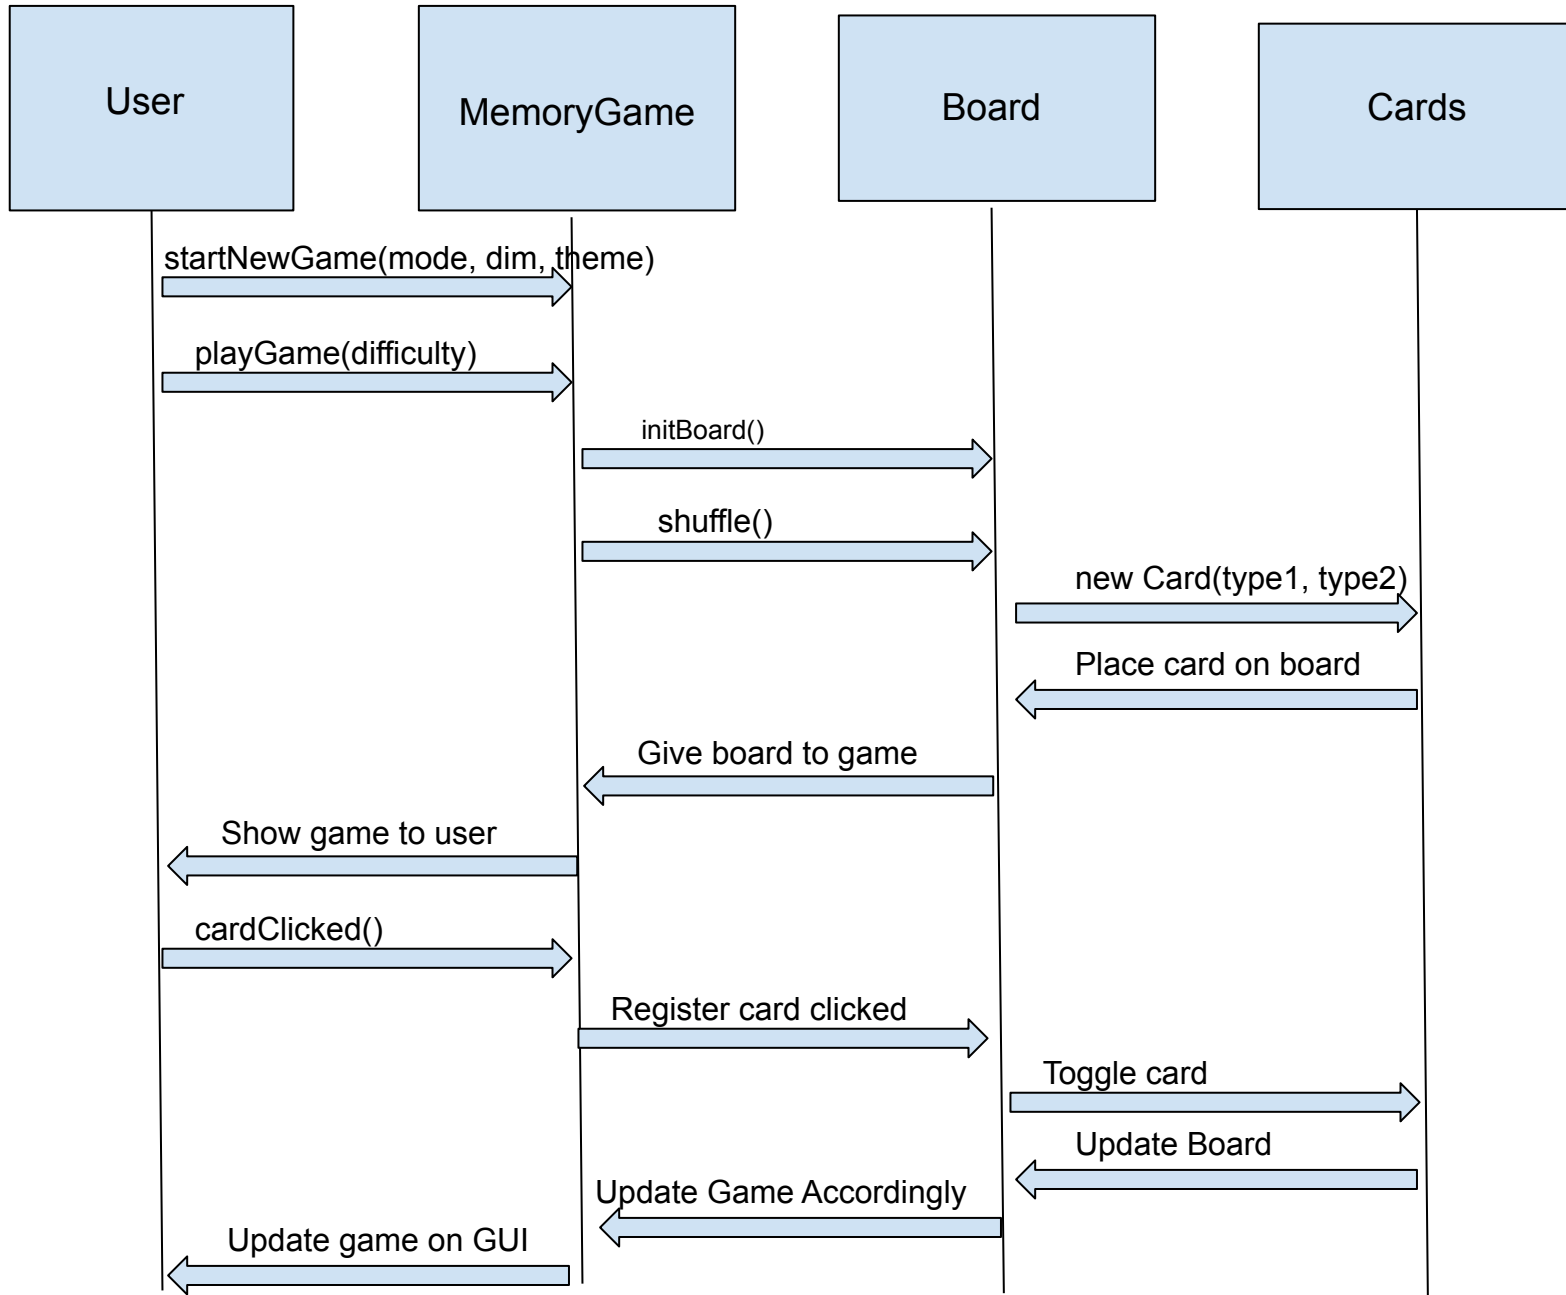 User
MemoryGame
Board
Cards
startNewGame(mode, dim, theme)
playGame(difficulty)
initBoard()
shuffle()
new Card(type1, type2)
Place card on board
Give board to game
Show game to user
cardClicked()
Register card clicked
Toggle card
Update Board
Update Game Accordingly
Update game on GUI